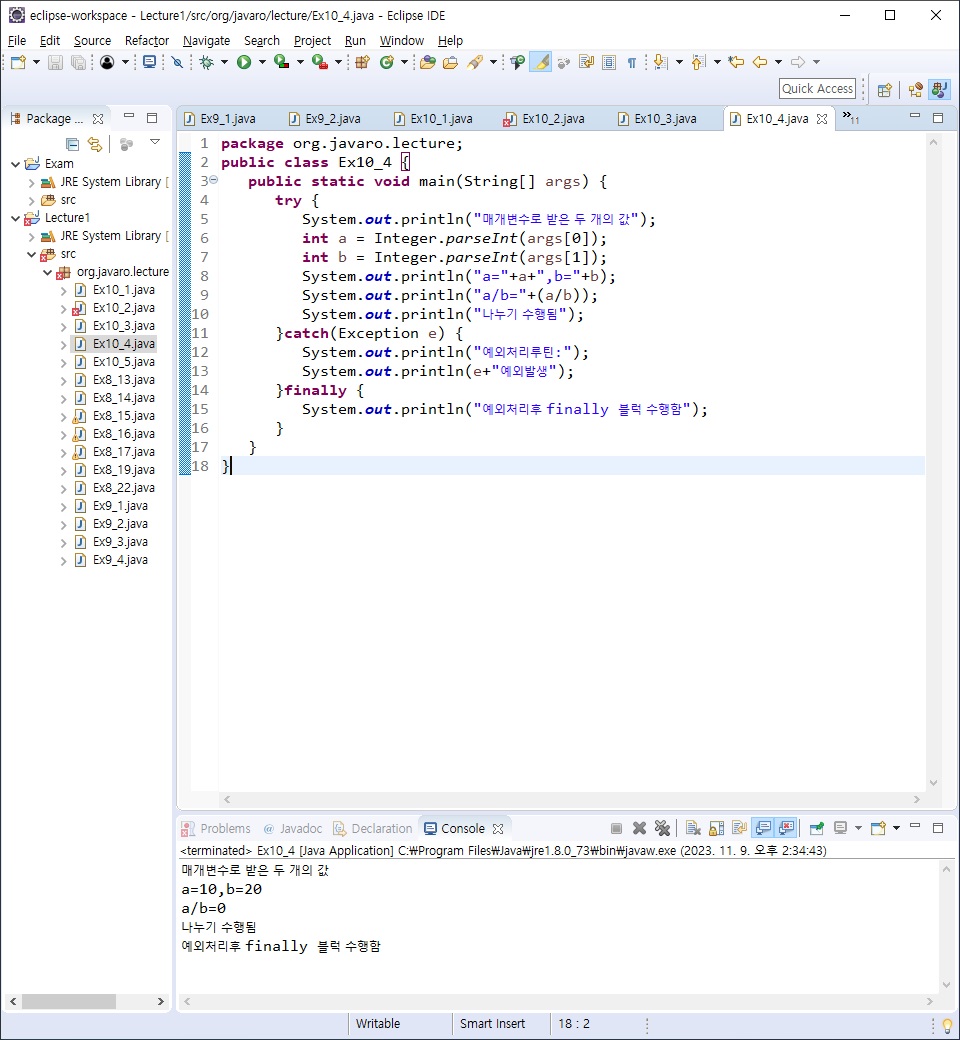 eclipse-workspace - Lecture1/src/org/javaro/lecture/Ex10_4.java - Eclipse IDE
File Edit Source Refactor Navigate Search Project Run Window Help
Quick Access
Package ...
Exam
JRE System Library [
src
Lecture1
JRE System Library [
src
org.javaro.lecture
Ex10_1.java
Ex10_2.java
Ex10_3.java
Ex10_4.java
Ex10_5.java
Ex8_13.java
Ex8_14.java
Ex8_15.java
Ex8_16.java
Ex8_17.java
Ex8_19.java
Ex8_22.java
Ex9_1.java
Ex9_2.java
Ex9_3.java
Ex9_4.java
Ex9_1.java Ex9_2.java Ex10_1.java Ex10_2.java Ex10_3.java Ex10_4.java »11
1 package org.javaro.lecture;
2 public class Ex10_4 {
3 public static void main(String[] args) {
4 try {
5 System.out.println("매개변수로 받은 두 개의 값");
6 int a = Integer.parseInt(args[0]);
7 int b = Integer.parseInt(args[1]);
8 System.out.println("a="+a+",b="+b);
9 System.out.println("a/b="+(a/b));
10 System.out.println("나누기 수행됨");
11 }catch(Exception e) {
12 System.out.println("예외처리루틴:");
13 System.out.println(e+"예외발생");
14 }finally {
15 System.out.println("예외처리후 finally 블럭 수행함");
16 }
17 }
18 }
Problems @ Javadoc Declaration Console
<terminated> Ex10_4 [Java Application] C:₩Program Files₩Java₩jre1.8.0_73₩bin₩javaw.exe (2023. 11. 9. 오후 2:34:43)
매개변수로 받은 두 개의 값
a=10,b=20
a/b=0
나누기 수행됨
예외처리후 finally 블럭 수행함
Writable Smart Insert 18 : 2